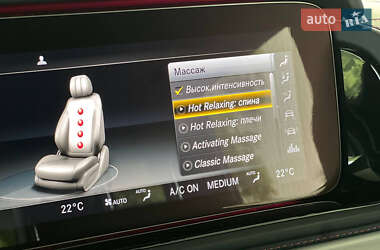 auto RIA
Массаж
Высок.интенсивность
Hot Relaxing: спина
Hot Relaxing: плечи
Activating Massage
Classic Massage
22°C AUTO A/C ON MEDIUM AUTO 22°C